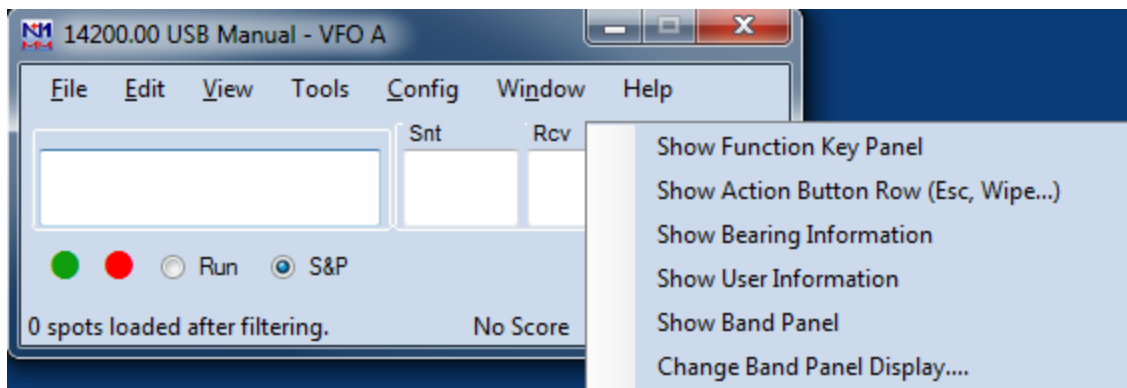 N1MM 14200.00 USB Manual - VFO A
File Edit View Tools Config Window Help
Snt Rcv
Show Function Key Panel
Show Action Button Row (Esc, Wipe...)
Show Bearing Information
Run S&P
Show User Information
0 spots loaded after filtering. No Score
Show Band Panel
Change Band Panel Display....